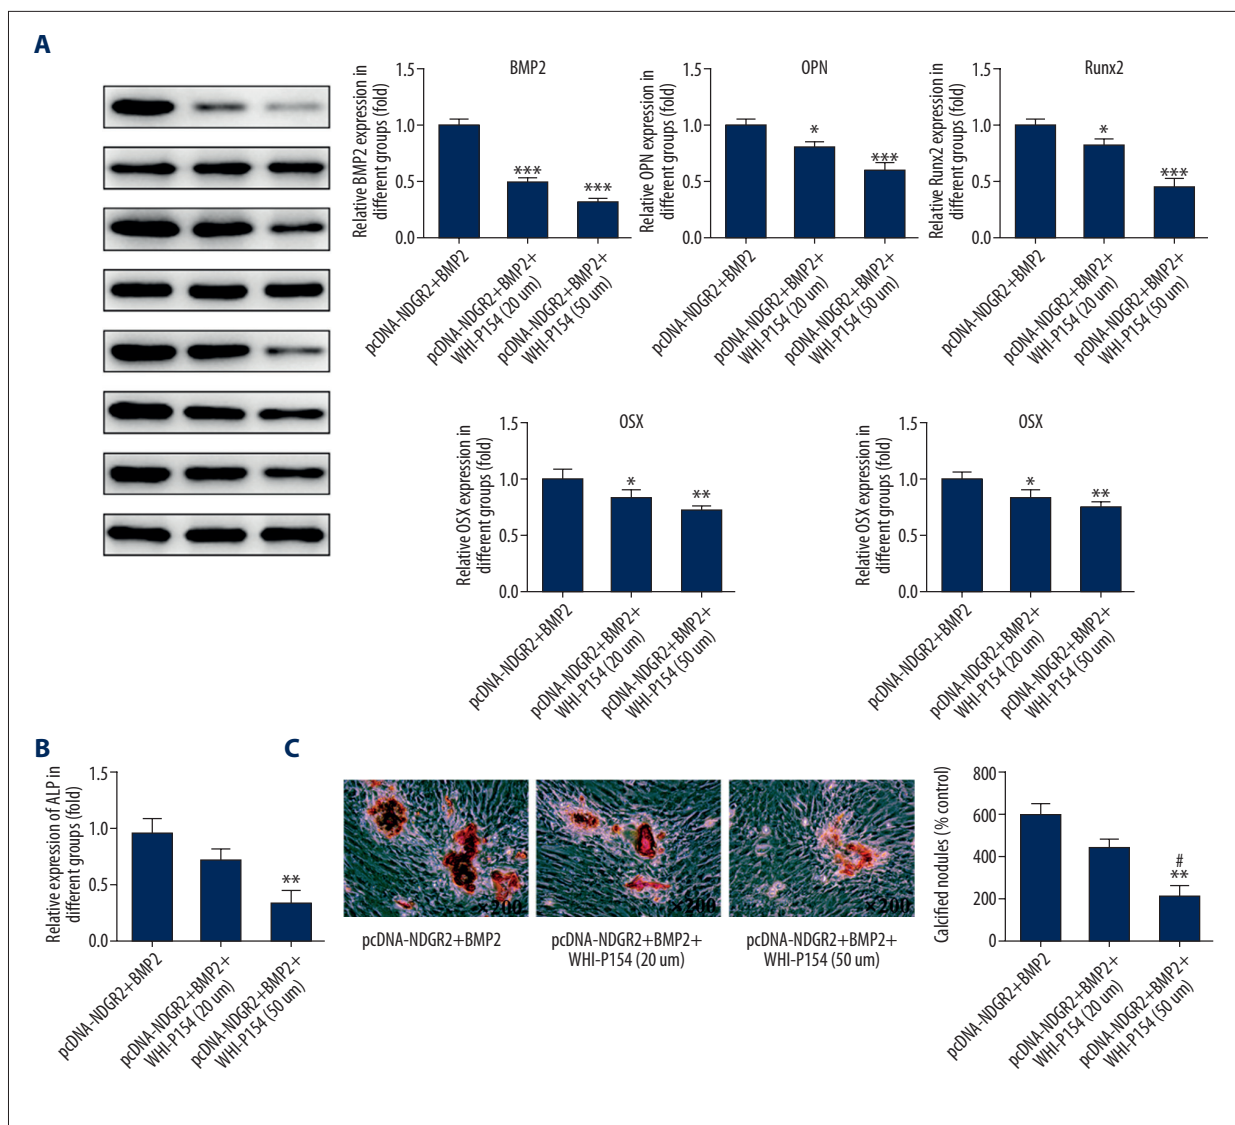 A
BMP2
Relative BMP2 expression in
different groups (fold)
1.5
1.0
0.5
0.0
***
***
pcDNA-NDGR2+BMP2
pcDNA-NDGR2+BMP2+
WHI-P154 (20 um)
pcDNA-NDGR2+BMP2+
WHI-P154 (50 um)
OPN
Relative OPN expression in
different groups (fold)
1.5
1.0
0.5
0.0
*
***
pcDNA-NDGR2+BMP2
pcDNA-NDGR2+BMP2+
WHI-P154 (20 um)
pcDNA-NDGR2+BMP2+
WHI-P154 (50 um)
Runx2
Relative Runx2 expression in
different groups (fold)
1.5
1.0
0.5
0.0
*
***
pcDNA-NDGR2+BMP2
pcDNA-NDGR2+BMP2+
WHI-P154 (20 um)
pcDNA-NDGR2+BMP2+
WHI-P154 (50 um)
OSX
Relative OSX expression in
different groups (fold)
1.5
1.0
0.5
0.0
*
**
pcDNA-NDGR2+BMP2
pcDNA-NDGR2+BMP2+
WHI-P154 (20 um)
pcDNA-NDGR2+BMP2+
WHI-P154 (50 um)
OSX
Relative OSX expression in
different groups (fold)
1.5
1.0
0.5
0.0
*
**
pcDNA-NDGR2+BMP2
pcDNA-NDGR2+BMP2+
WHI-P154 (20 um)
pcDNA-NDGR2+BMP2+
WHI-P154 (50 um)
B
Relative expression of ALP in
different groups (fold)
1.5
1.0
0.5
0.0
**
pcDNA-NDGR2+BMP2
pcDNA-NDGR2+BMP2+
WHI-P154 (20 um)
pcDNA-NDGR2+BMP2+
WHI-P154 (50 um)
C
×200
×200
×200
pcDNA-NDGR2+BMP2
pcDNA-NDGR2+BMP2+
WHI-P154 (20 um)
pcDNA-NDGR2+BMP2+
WHI-P154 (50 um)
Calcified nodules (% control)
800
600
400
200
0
#
**
pcDNA-NDGR2+BMP2
pcDNA-NDGR2+BMP2+
WHI-P154 (20 um)
pcDNA-NDGR2+BMP2+
WHI-P154 (50 um)